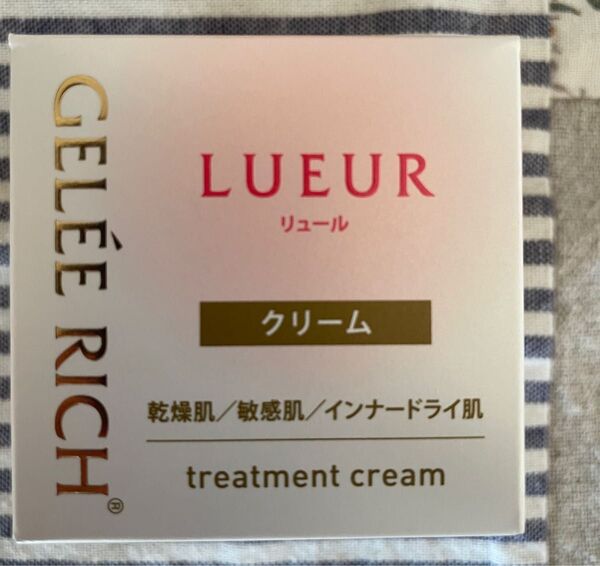 GELÉE RICH®
LUEUR
リュール
クリーム
乾燥肌／敏感肌／インナードライ肌
treatment cream